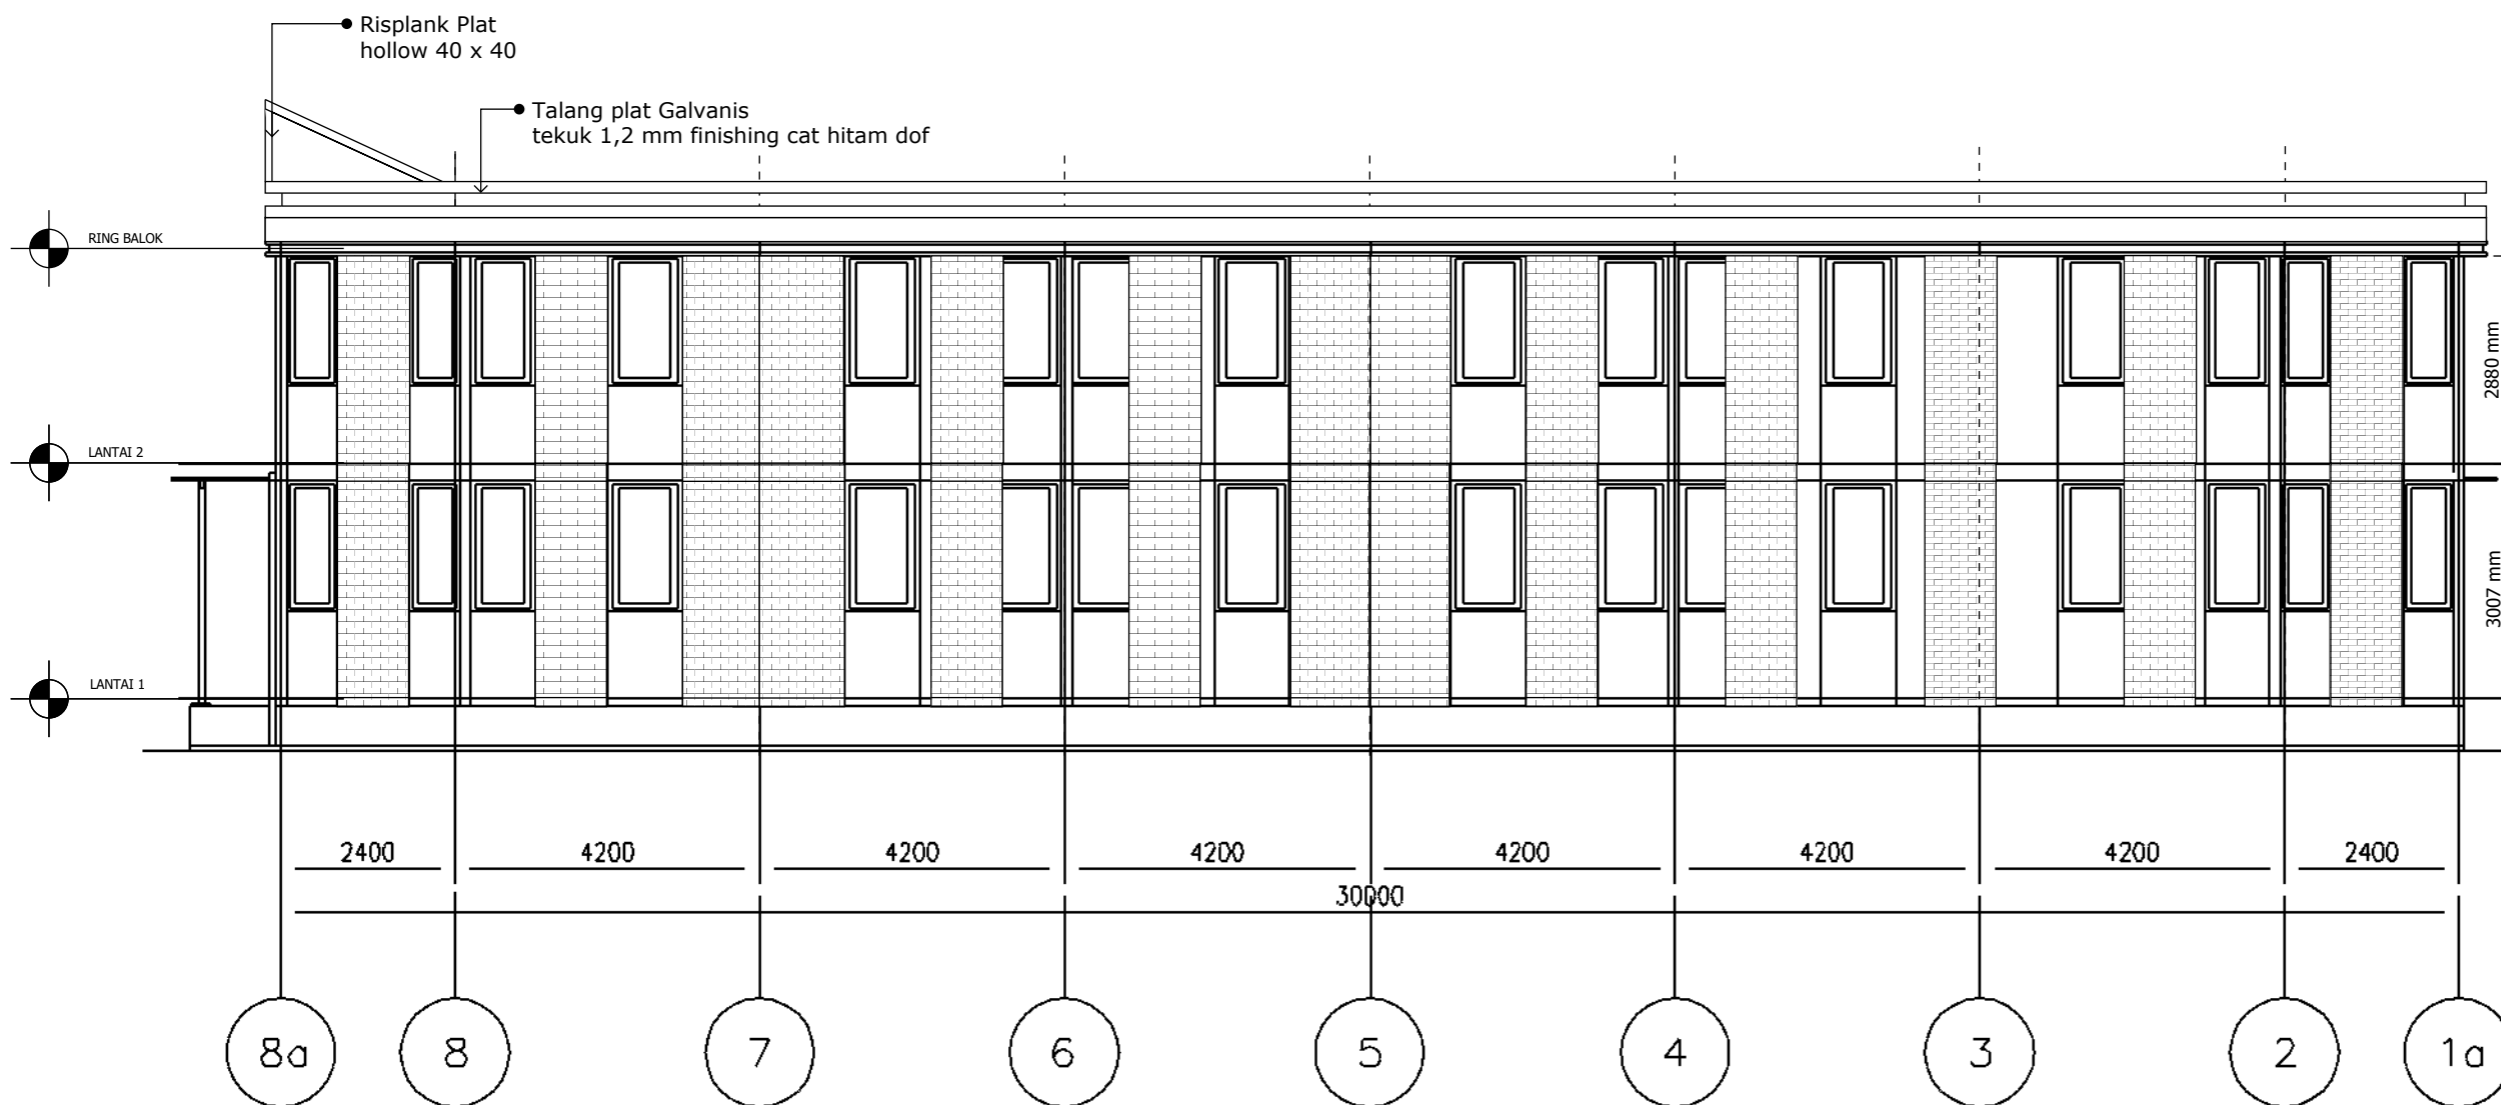 Risplank Plat
hollow 40 x 40
Talang plat Galvanis
tekuk 1,2 mm finishing cat hitam dof
RING BALOK
2880 mm
LANTAI 2
3007 mm
LANTAI 1
2400 4200 4200 4200 4200 4200 4200 2400
30000
8a 8 7 6 5 4 3 2 1a